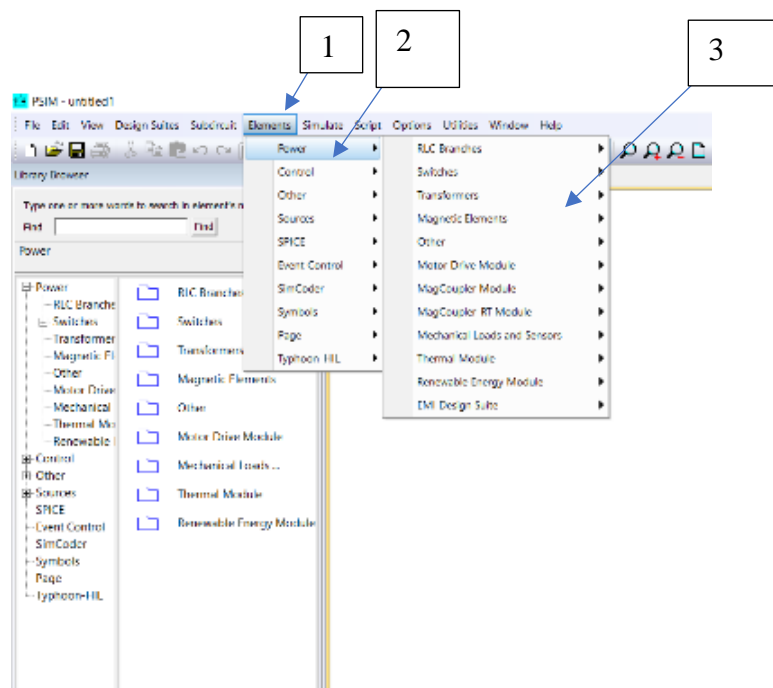 1
2
3
PSIM - untitled1
File Edit View Design Suites Subcircuit Elements Simulate Script Options Utilities Window Help
Library Browser
Type one or more words to search in element's
Find Find
Power
Power
RLC Branche
Switches
Transformer
Magnetic El
Other
Motor Drive
Mechanical
Thermal Mo
Renewable
Control
Other
Sources
SPICE
Event Control
SimCoder
Symbols
Page
Typhoon-HIL
RLC Branches
Switches
Transformers
Magnetic Elements
Other
Motor Drive Module
Mechanical Loads ...
Thermal Module
Renewable Energy Module
Power
Control
Other
Sources
SPICE
Event Control
SimCoder
Symbols
Page
Typhoon-HIL
RLC Branches
Switches
Transformers
Magnetic Elements
Other
Motor Drive Module
MagCoupler Module
MagCoupler RT Module
Mechanical Loads and Sensors
Thermal Module
Renewable Energy Module
EMI Design Suite